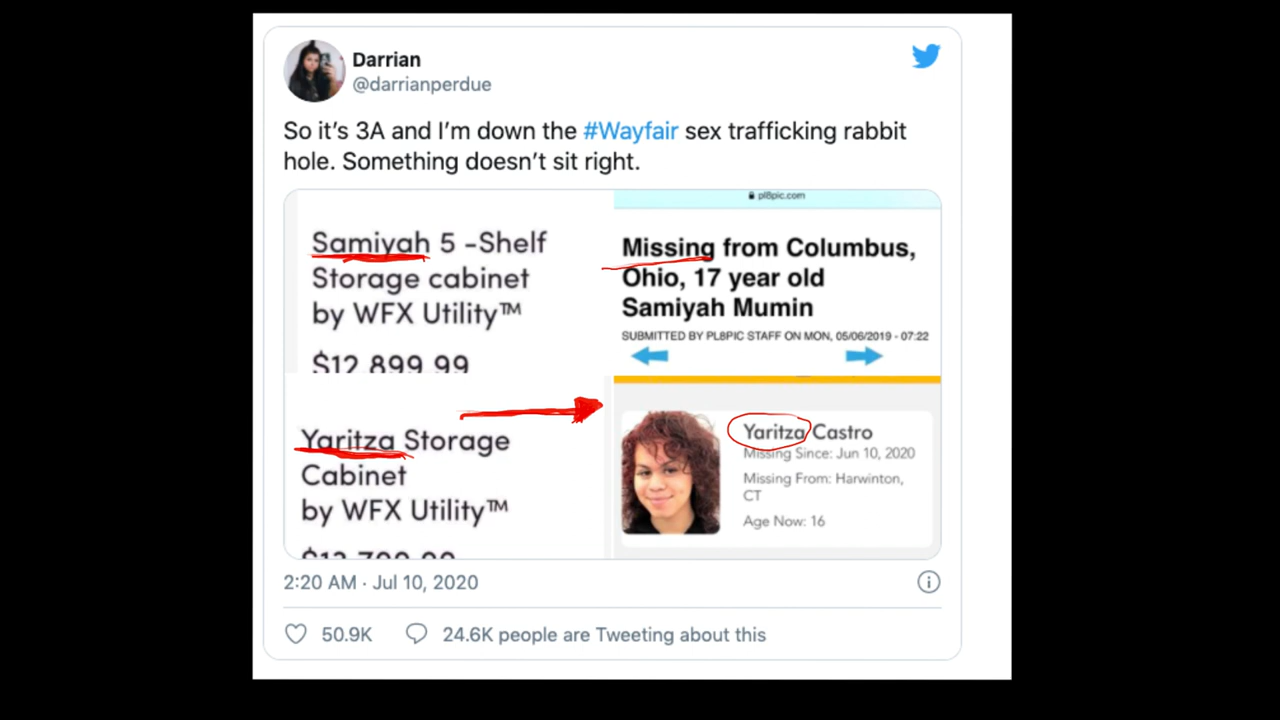 Darrian
@darrianperdue
So it's 3A and I'm down the #Wayfair sex trafficking rabbit
hole. Something doesn't sit right.
Samiyah 5 -Shelf
Storage cabinet
by WFX Utility™
$12,899.99
Yaritza Storage
Cabinet
by WFX Utility™
pl8pic.com
Missing from Columbus,
Ohio, 17 year old
Samiyah Mumin
SUBMITTED BY PL8PIC STAFF ON MON, 05/06/2019 - 07:22
Yaritza Castro
Missing Since: Jun 10, 2020
Missing From: Harwinton,
CT
Age Now: 16
2:20 AM · Jul 10, 2020
50.9K
24.6K people are Tweeting about this